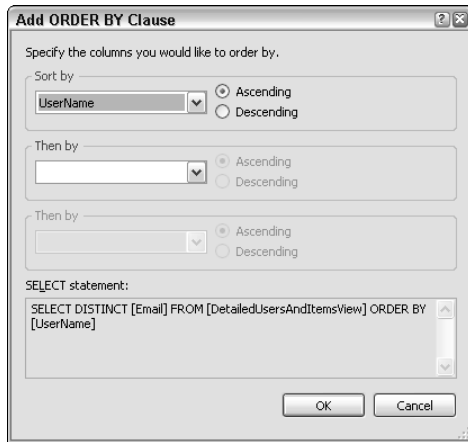 Add ORDER BY Clause
Specify the columns you would like to order by.
Sort by
UserName
Ascending
Descending
Then by
Ascending
Descending
Then by
Ascending
Descending
SELECT statement:
SELECT DISTINCT [Email] FROM [DetailedUsersAndItemsView] ORDER BY
[UserName]
OK Cancel